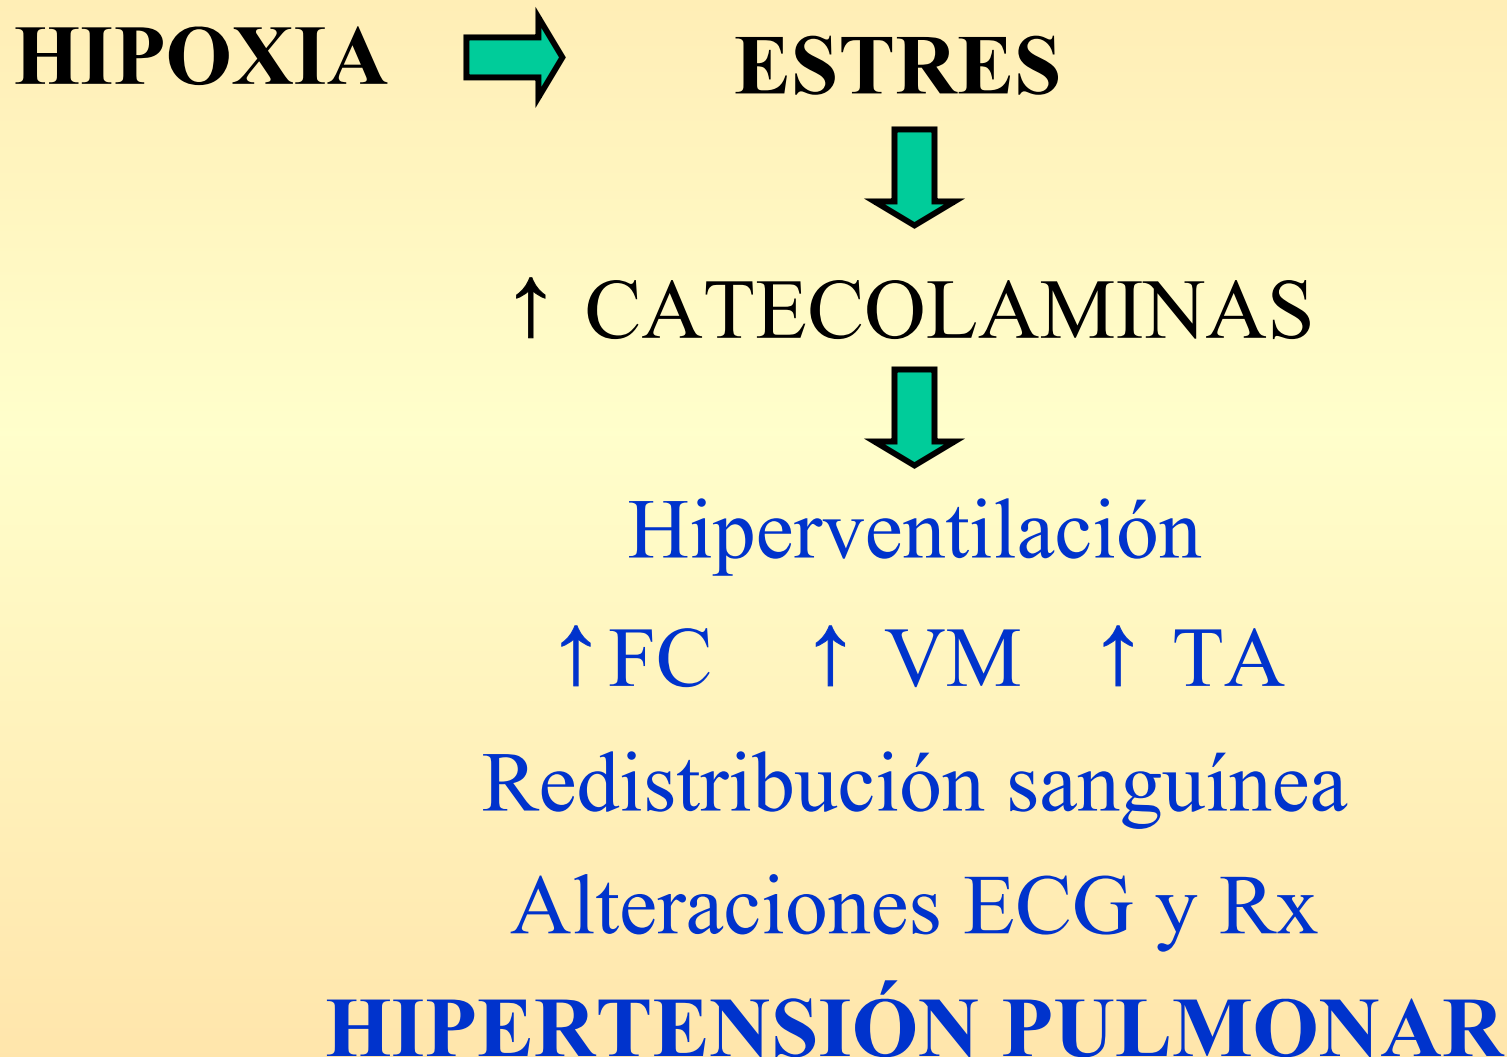 HIPOXIA ESTRES
↑ CATECOLAMINAS
Hiperventilación
↑FC ↑ VM ↑ TA
Redistribución sanguínea
Alteraciones ECG y Rx
HIPERTENSIÓN PULMONAR